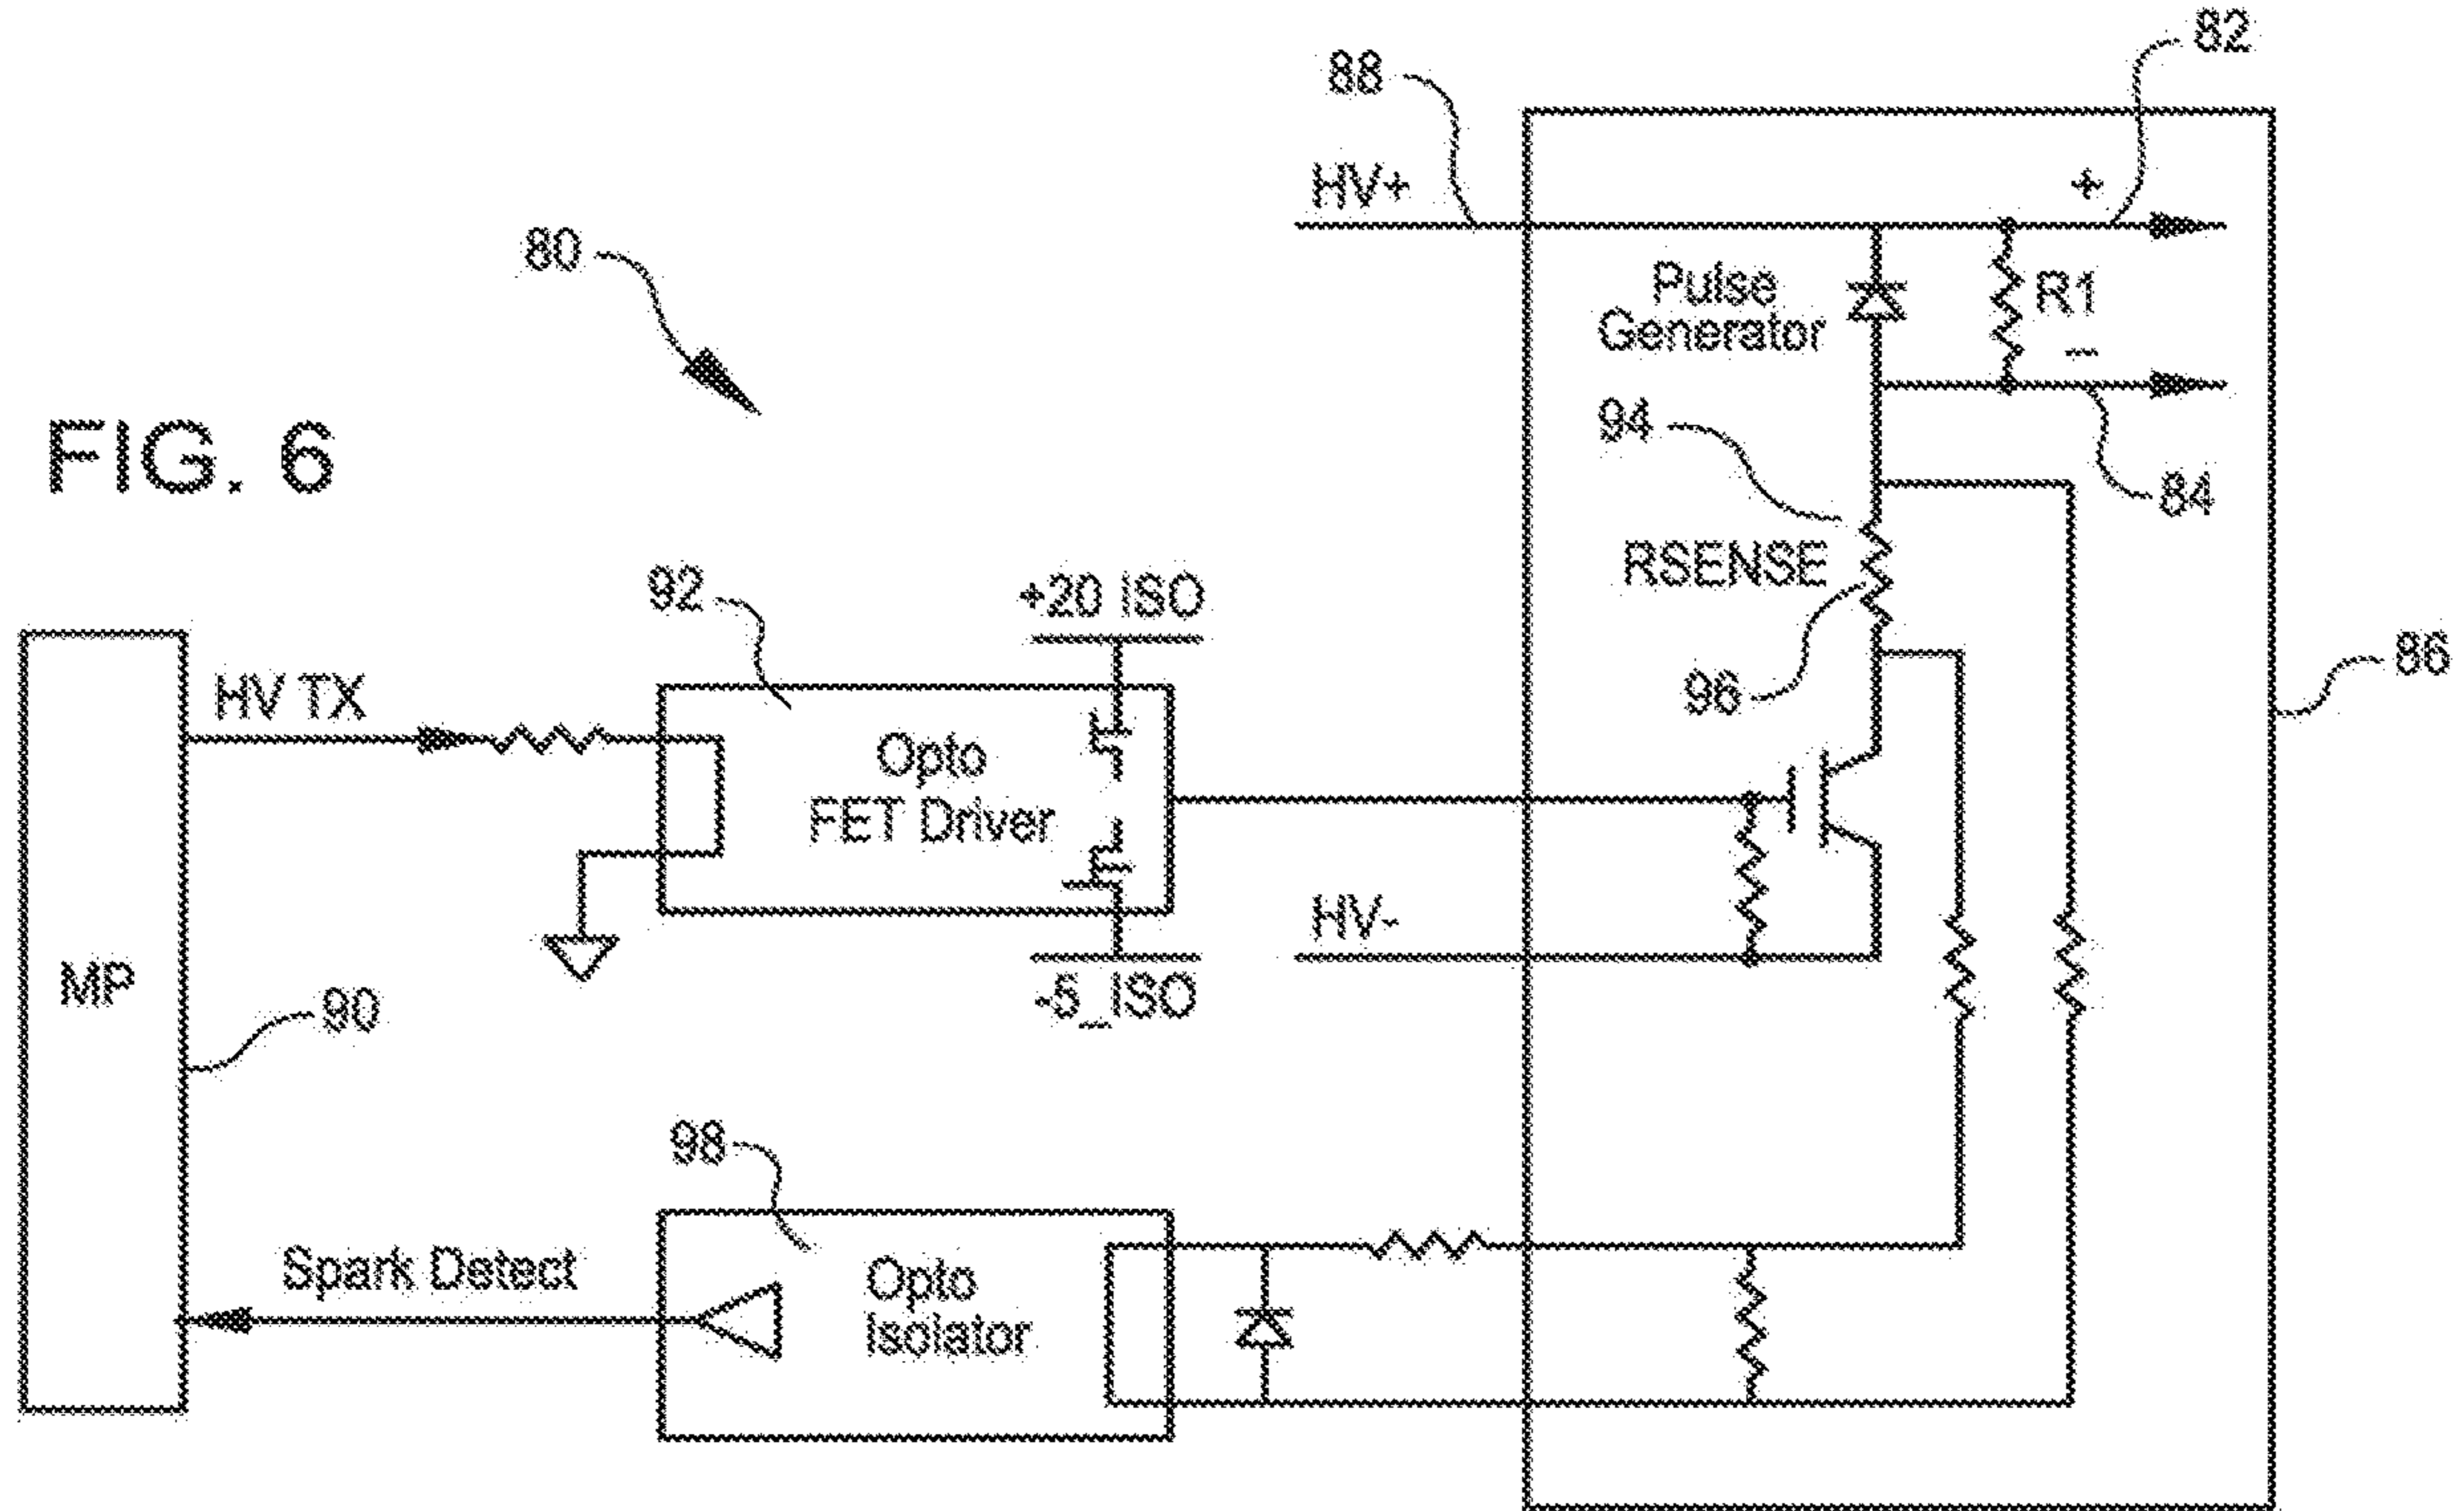 82
88
HV+
+
80
Pulse
Generator
R1
−
94
FIG. 6
84
RSENSE
92
+20 ISO
86
96
HV TX
Opto
FET Driver
HV-
MP
-5_ISO
90
98
Spark Detect
Opto
Isolator